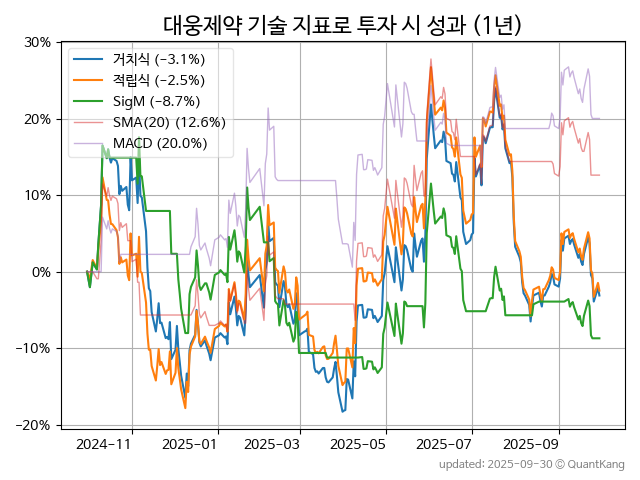 대웅제약 기술 지표로 투자 시 성과 (1년)
30%
20%
10%
0%
−10%
−20%
거치식 (−3.1%)
적립식 (−2.5%)
SigM (−8.7%)
SMA(20) (12.6%)
MACD (20.0%)
2024−11
2025−01
2025−03
2025−05
2025−07
2025−09
updated: 2025−09−30 © QuantKang